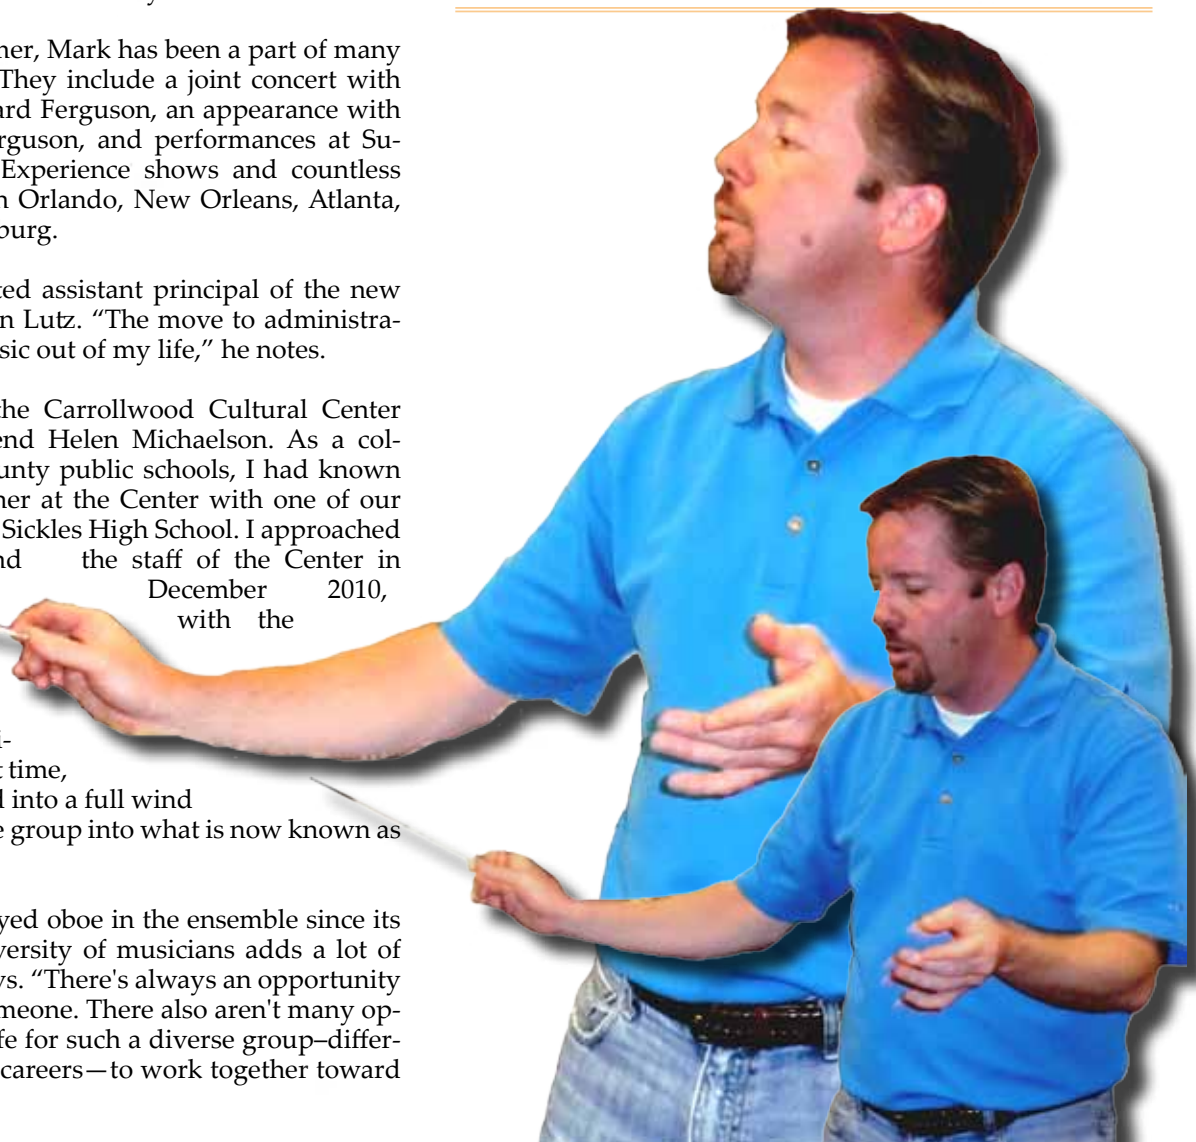 ner, Mark has been a part of many
They include a joint concert with
ard Ferguson, an appearance with
rguson, and performances at Su-
Experience shows and countless
n Orlando, New Orleans, Atlanta,
burg.
ted assistant principal of the new
n Lutz. “The move to administra-
sic out of my life,” he notes.
the Carrollwood Cultural Center
end Helen Michaelson. As a col-
unty public schools, I had known
ner at the Center with one of our
Sickles High School. I approached
nd the staff of the Center in
December 2010,
with the
i-
t time,
l into a full wind
e group into what is now known as
yed oboe in the ensemble since its
versity of musicians adds a lot of
ys. “There's always an opportunity
meone. There also aren't many op-
fe for such a diverse group–differ-
careers—to work together toward